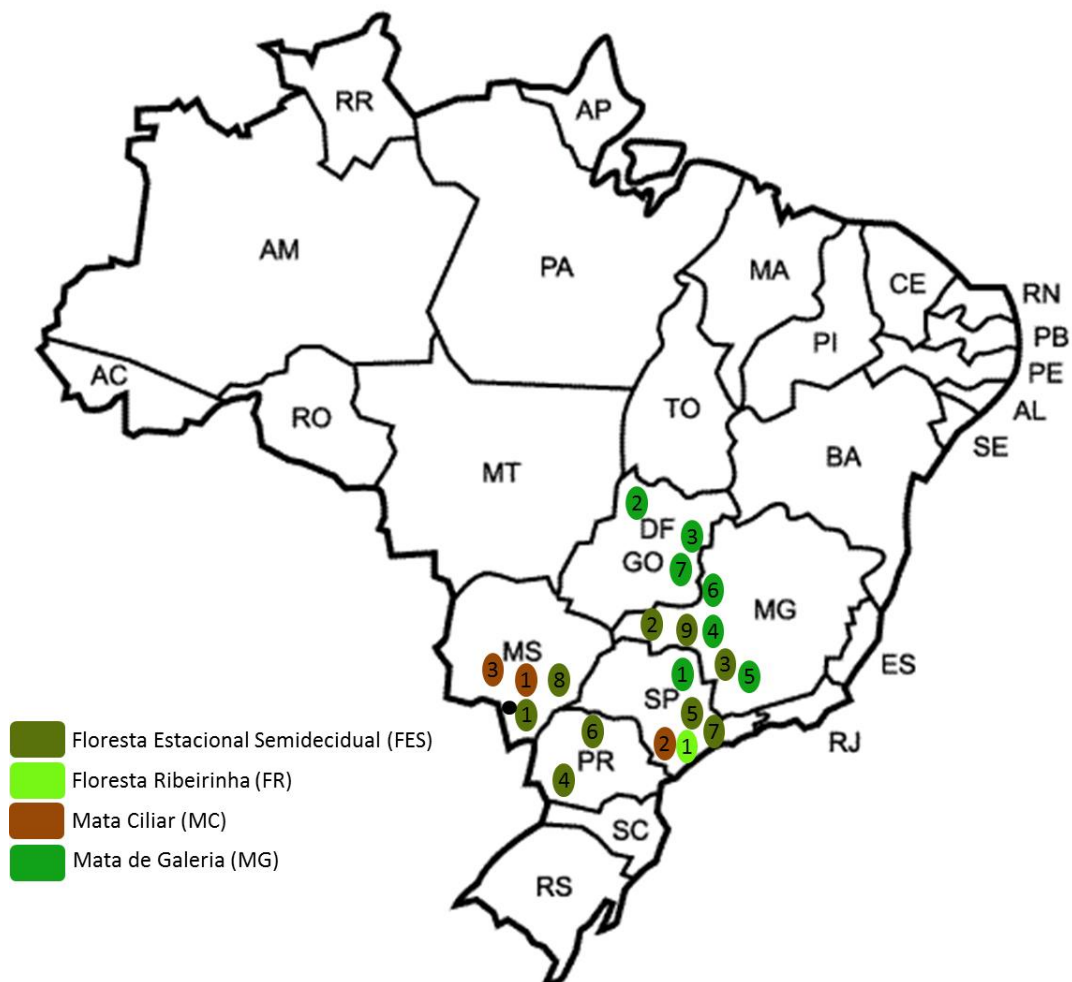 RR
AP
AM
PA
MA
CE
RN
PI
PB
PE
AC
TO
AL
RO
SE
MT
BA
2
DF
3
GO
7
6
MG
2
9
4
MS
3
ES
3
1
8
1
5
SP
1
5
6
7
RJ
2
1
PR
4
SC
RS
Floresta Estacional Semidecidual (FES)
Floresta Ribeirinha (FR)
Mata Ciliar (MC)
Mata de Galeria (MG)